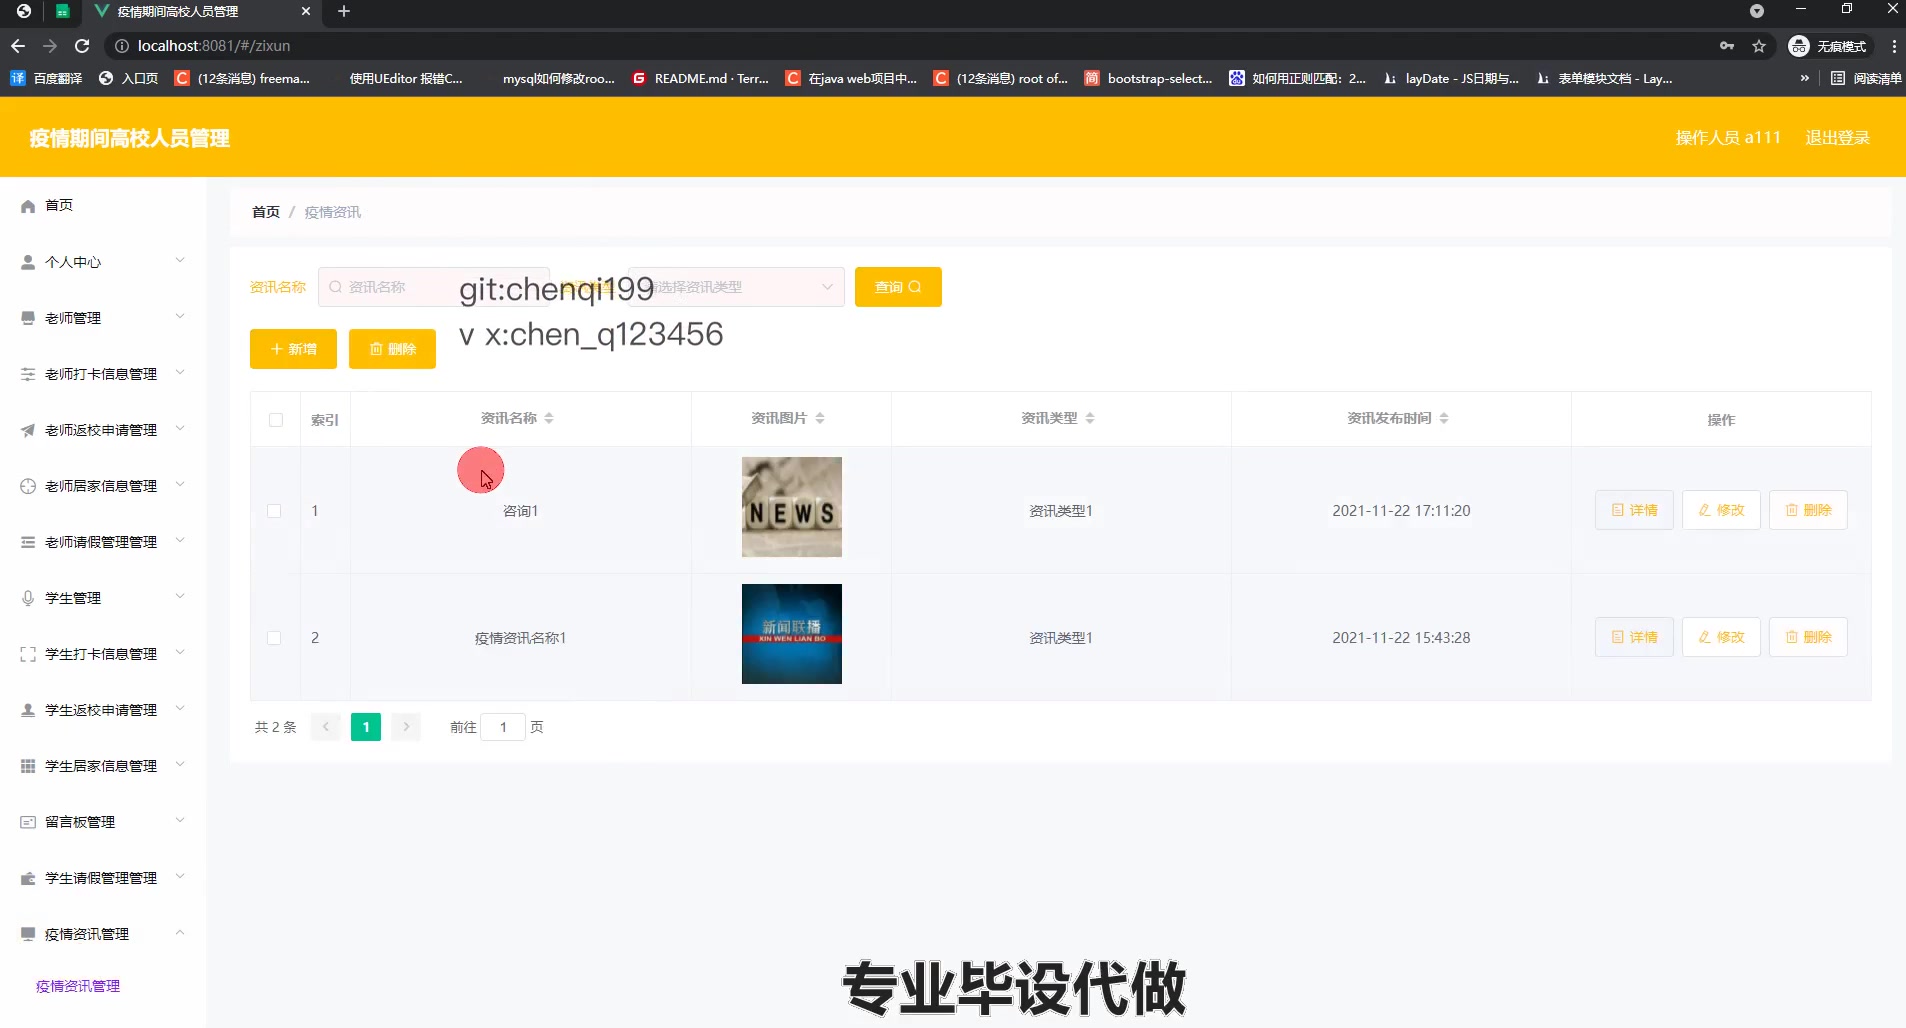 疫情期间高校人员管理
localhost:8081/#/zixun
无痕模式
译 百度翻译
入口页
C (12条消息) freema...
使用UEditor 报错C...
mysql如何修改roo...
G README.md · Terr...
C 在java web项目中...
C (12条消息) root of...
简 bootstrap-select...
如何用正则匹配：2...
layDate - JS日期与...
表单模块文档 - Lay...
»
阅读清单
疫情期间高校人员管理
操作人员 a111
退出登录
首页
个人中心
老师管理
老师打卡信息管理
老师返校申请管理
老师居家信息管理
老师请假管理管理
学生管理
学生打卡信息管理
学生返校申请管理
学生居家信息管理
留言板管理
学生请假管理管理
疫情资讯管理
疫情资讯管理
首页 / 疫情资讯
资讯名称 资讯名称 选择资讯类型 查询
git:chenqi199
v x:chen_q123456
新增 删除
索引 资讯名称 资讯图片 资讯类型 资讯发布时间 操作
1 咨询1 NEWS 资讯类型1 2021-11-22 17:11:20 详情 修改 删除
2 疫情资讯名称1 新闻联播 资讯类型1 2021-11-22 15:43:28 详情 修改 删除
XIN WEN LIAN BO
共 2 条 1 前往 1 页
专业毕设代做